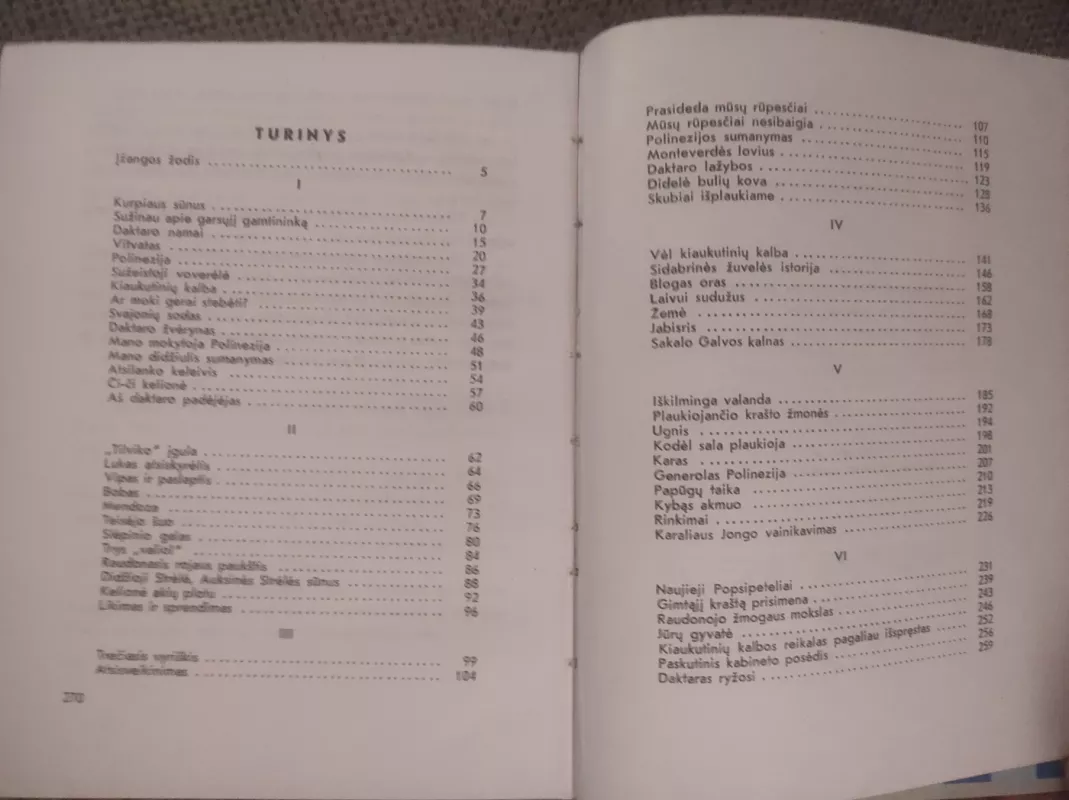 TURINYS
Įžangos žodis 5
I
Kurpiaus sūnus 7
Sužinau apie garsųjį gamtininką 10
Daktaro namai 15
Vitvatas 20
Polinezija 27
Sužeistoji voverėlė 34
Kiaukutinių kalba 36
Ar moki gerai stebėti? 39
Svajonių sodas 43
Daktaro žvėrynas 46
Mano mokytoja Polinezija 48
Mano didžiulis sumanymas 51
Atsilanko keleivis 54
Či-či kelionė 57
Aš daktaro padėjėjas 60
II
„Tilviko“ įgula 62
Lukas atsiskyrėlis 64
Vipas ir paslaptis 66
Bobas 69
Mendoza 73
Teisėjo šuo 76
Slėpinio galas 80
Trys „valio!“ 84
Raudonasis rojaus paukštis 86
Didžioji Strėlė, Auksinės Strėlės sūnus 88
Kelionė akių plotu 92
Likimas ir sprendimas 96
III
Trečiasis vyriškis 99
Atsisveikinimas 104
270
Prasideda mūsų rūpesčiai 107
Mūsų rūpesčiai nesibaigia 110
Polinezijos sumanymas 115
Monteverdės lovius 119
Daktaro lažybos 123
Didelė bulių kova 128
Skubiai išplaukiame 136
IV
Vėl kiaukutinių kalba 141
Sidabrinės žuvelės istorija 146
Blogas oras 158
Laivui sudužus 162
Žemė 168
Jabisris 173
Sakalo Galvos kalnas 178
V
Iškilminga valanda 185
Plaukiojančio krašto žmonės 192
Ugnis 194
Kodėl sala plaukioja 198
Karas 201
Generolas Polinezija 207
Papūgų taika 210
Kybąs akmuo 213
Rinkimai 219
Karaliaus Jongo vainikavimas 226
VI
Naujieji Popsipeteliai 231
Gimtąjį kraštą prisimena 239
Raudonojo žmogaus mokslas 243
Jūrų gyvatė 246
Kiaukutinių kalbos reikalas pagaliau išspręstas 252
Paskutinis kabineto posėdis 256
Daktaras ryžosi 259